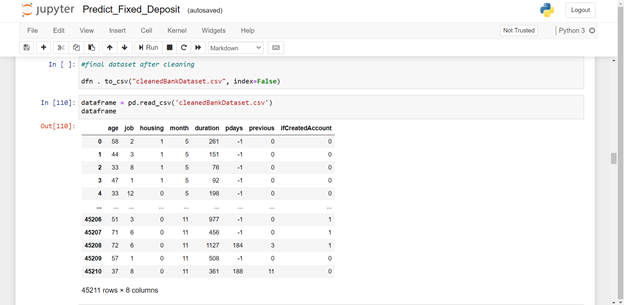 jupyter Predict_Fixed_Deposit (autosaved)
Logout
File Edit View Insert Cell Kernel Widgets Help
Not Trusted
Python 3
Run
Markdown
In [ ]: #final dataset after cleaning
dfn . to_csv("cleanedBankDataset.csv", index=False)
In [110]: dataframe = pd.read_csv('cleanedBankDataset.csv')
dataframe
Out[110]:
age job housing month duration pdays previous ifCreatedAccount
0 58 2 1 5 261 -1 0 0
1 44 3 1 5 151 -1 0 0
2 33 8 1 5 76 -1 0 0
3 47 1 1 5 92 -1 0 0
4 33 12 0 5 198 -1 0 0
... ... ... ... ... ... ... ... ...
45206 51 3 0 11 977 -1 0 1
45207 71 6 0 11 456 -1 0 1
45208 72 6 0 11 1127 184 3 1
45209 57 1 0 11 508 -1 0 0
45210 37 8 0 11 361 188 11 0
45211 rows × 8 columns